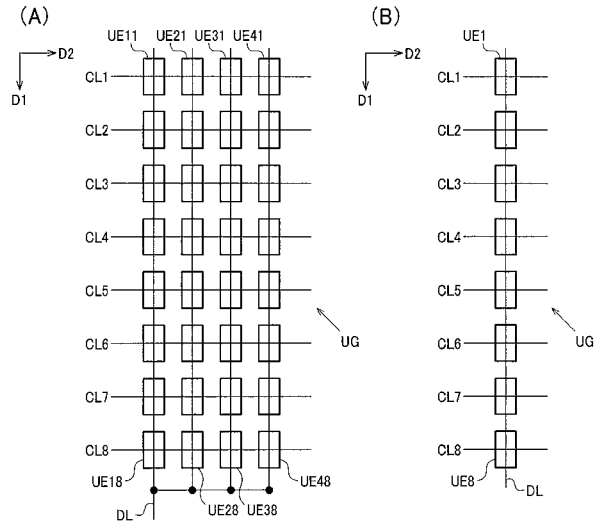 (A)
UE11 UE21 UE31 UE41
D2
D1
CL1
CL2
CL3
CL4
CL5
CL6
CL7
CL8
UG
UE18
UE28 UE38
UE48
DL
(B)
UE1
D2
D1
CL1
CL2
CL3
CL4
CL5
CL6
CL7
CL8
UG
UE8
DL